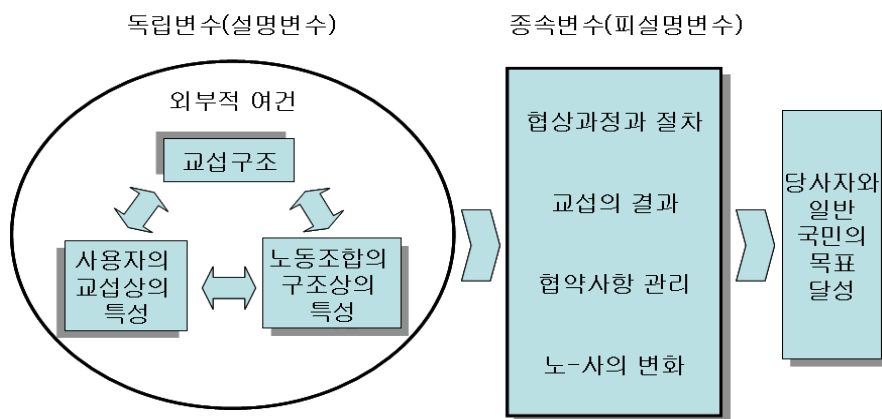 독립변수(설명변수)
종속변수(피설명변수)
외부적 여건
교섭구조
사용자의
교섭상의
특성
노동조합의
구조상의
특성
협상과정과 절차
교섭의 결과
협약사항 관리
노-사의 변화
당사자와
일반
국민의
목표
달성